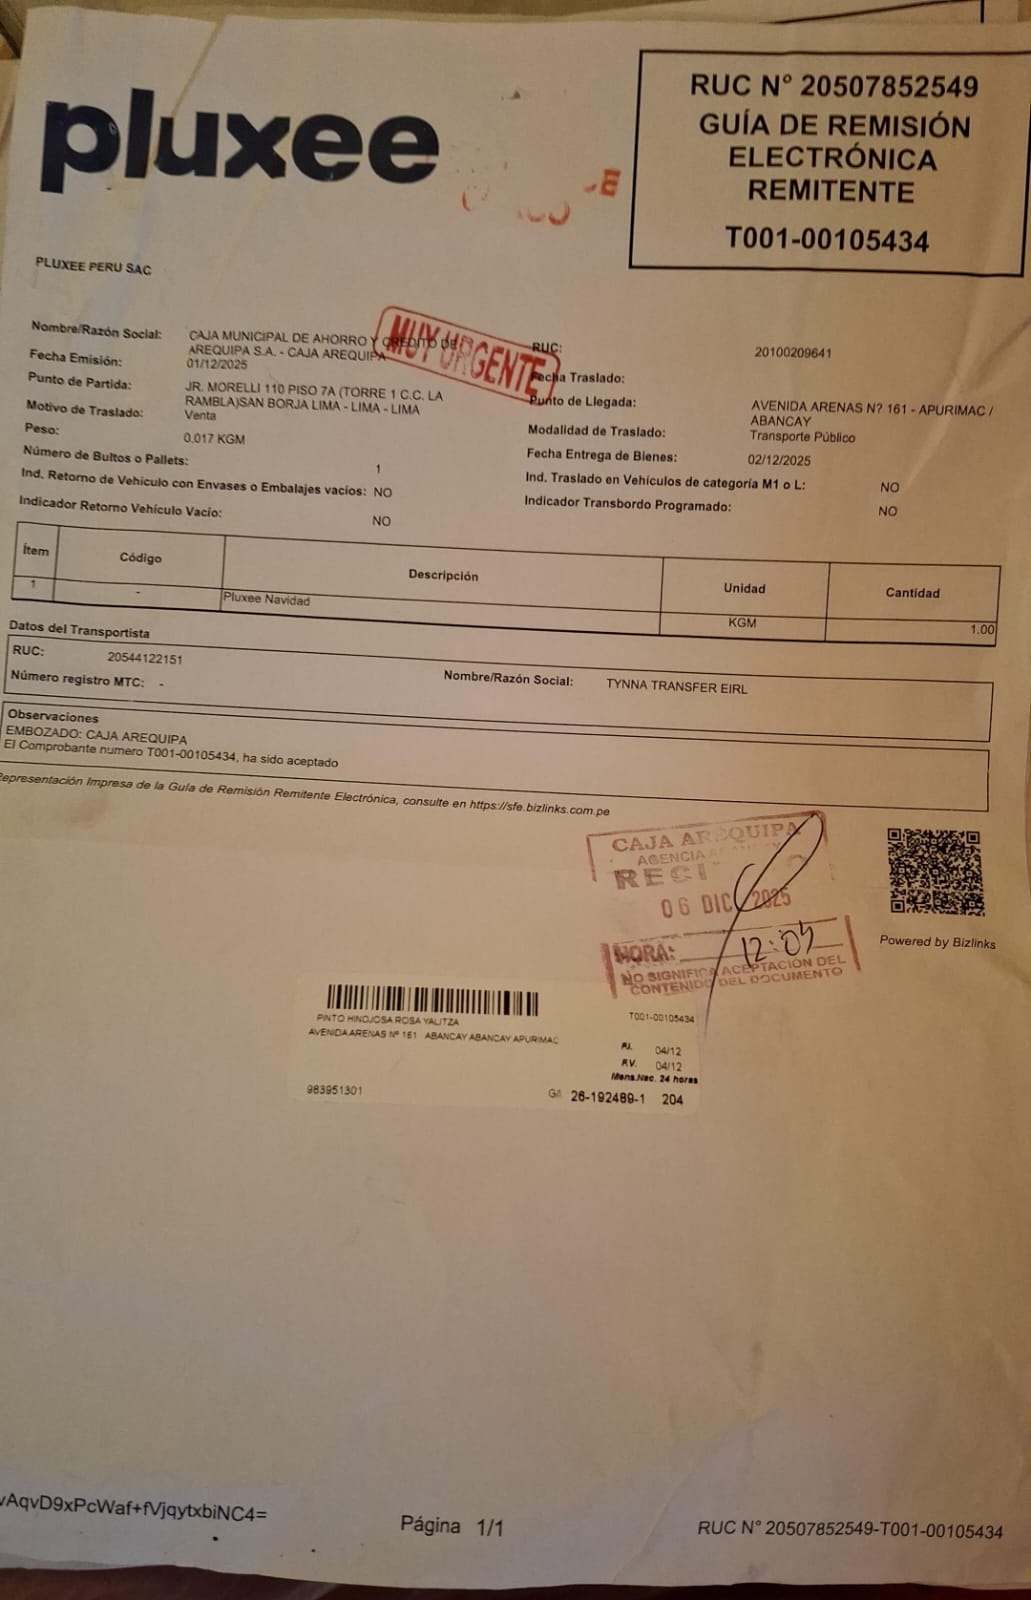 pluxee
RUC N° 20507852549
GUÍA DE REMISIÓN
ELECTRÓNICA
REMITENTE
T001-00105434
PLUXEE PERU SAC
MUY URGENTE
Nombre/Razón Social: CAJA MUNICIPAL DE AHORRO Y CREDITO DE
AREQUIPA S.A. - CAJA AREQUIPA
RUC: 20100209641
Fecha Emisión: 01/12/2025
Fecha Traslado:
Punto de Partida: JR. MORELLI 110 PISO 7A (TORRE 1 C.C. LA
RAMBLA)SAN BORJA LIMA - LIMA - LIMA
Punto de Llegada: AVENIDA ARENAS N? 161 - APURIMAC /
ABANCAY
Motivo de Traslado: Venta
Modalidad de Traslado: Transporte Público
Peso: 0.017 KGM
Fecha Entrega de Bienes: 02/12/2025
Número de Bultos o Pallets: 1
Ind. Traslado en Vehículos de categoría M1 o L: NO
Ind. Retorno de Vehículo con Envases o Embalajes vacíos: NO
Indicador Transbordo Programado: NO
Indicador Retorno Vehículo Vacío: NO
Ítem Código Descripción Unidad Cantidad
1 - Pluxee Navidad KGM 1.00
Datos del Transportista
RUC: 20544122151
Nombre/Razón Social: TYNNA TRANSFER EIRL
Número registro MTC: -
Observaciones
EMBOZADO: CAJA AREQUIPA
El Comprobante numero T001-00105434, ha sido aceptado
Representación Impresa de la Guía de Remisión Remitente Electrónica, consulte en https://sfe.bizlinks.com.pe
CAJA AREQUIPA
AGENCIA
06 DIC 2025
HORA: 12:05
NO SIGNIFICA ACEPTACION DEL
CONTENIDO DEL DOCUMENTO
Powered by Bizlinks
PINTO HINOJOSA ROSA YALITZA
T001-00105434
AVENIDA ARENAS Nº 161 ABANCAY ABANCAY APURIMAC
04/12
04/12
Mens.Nac. 24 horas
983951301
G/I. 26-192489-1 204
AqvD9xPcWaf+fVjqytxbiNC4=
Página 1/1
RUC N° 20507852549-T001-00105434